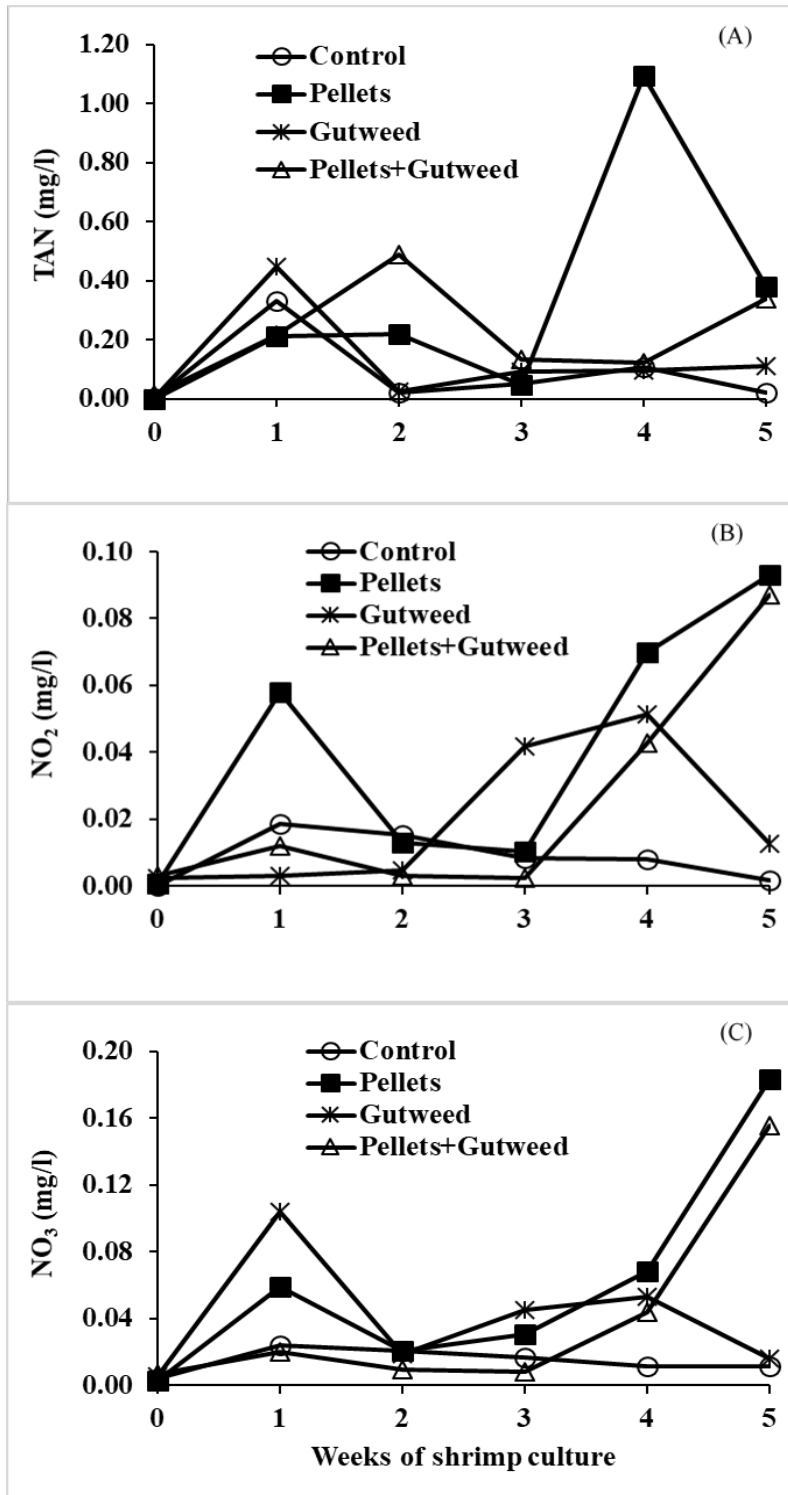 (A)
Control
Pellets
Gutweed
Pellets+Gutweed
TAN (mg/l)
1.20
1.00
0.80
0.60
0.40
0.20
0.00
0 1 2 3 4 5
(B)
Control
Pellets
Gutweed
Pellets+Gutweed
NO₂ (mg/l)
0.10
0.08
0.06
0.04
0.02
0.00
0 1 2 3 4 5
(C)
Control
Pellets
Gutweed
Pellets+Gutweed
NO₃ (mg/l)
0.20
0.16
0.12
0.08
0.04
0.00
0 1 2 3 4 5
Weeks of shrimp culture